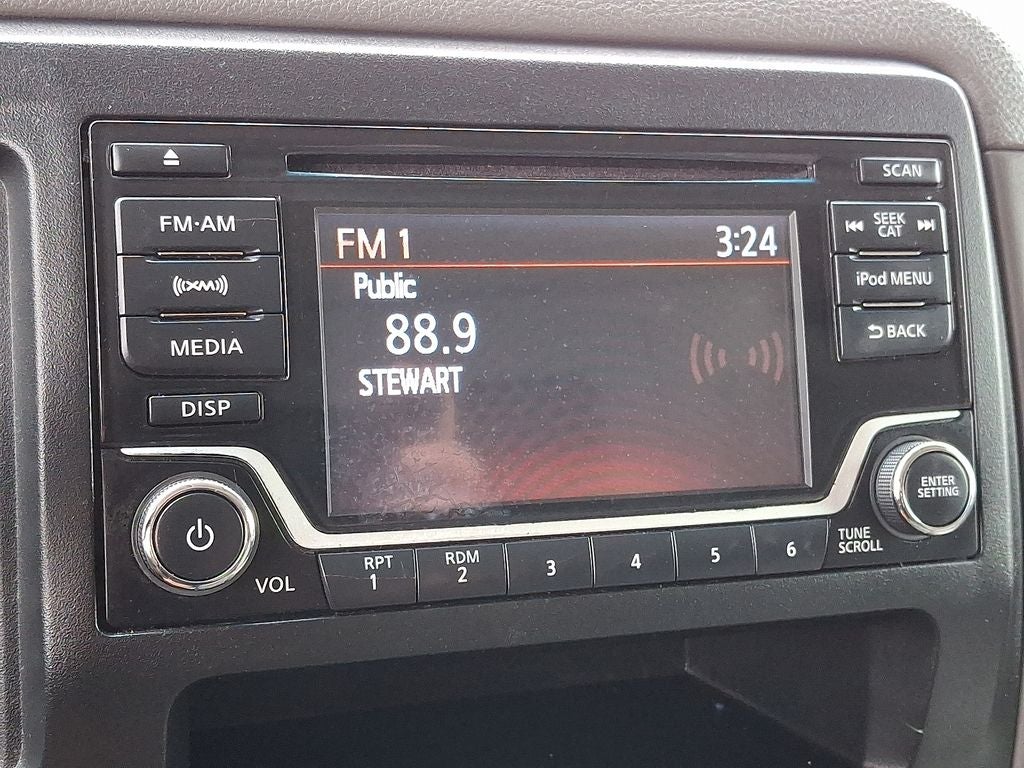 SCAN
FM·AM
SEEK
CAT
FM 1 3:24
Public
XM
iPod MENU
88.9
MEDIA
BACK
STEWART
DISP
ENTER
SETTING
TUNE
SCROLL
VOL
RPT
1
RDM
2
3
4
5
6